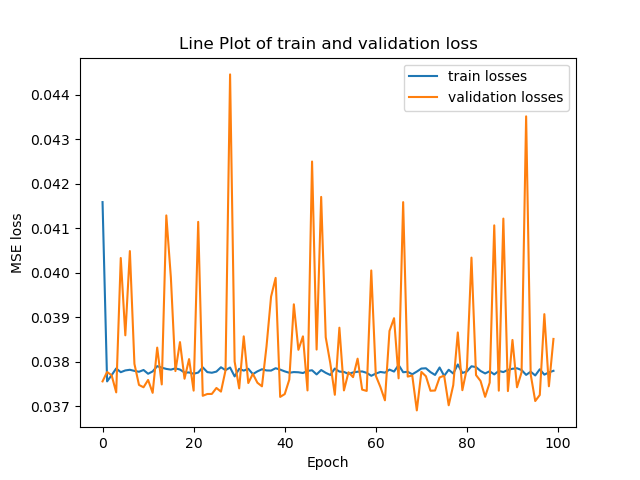 Line Plot of train and validation loss
train losses
validation losses
0.044
0.043
0.042
0.041
0.040
0.039
0.038
0.037
MSE loss
0
20
40
60
80
100
Epoch